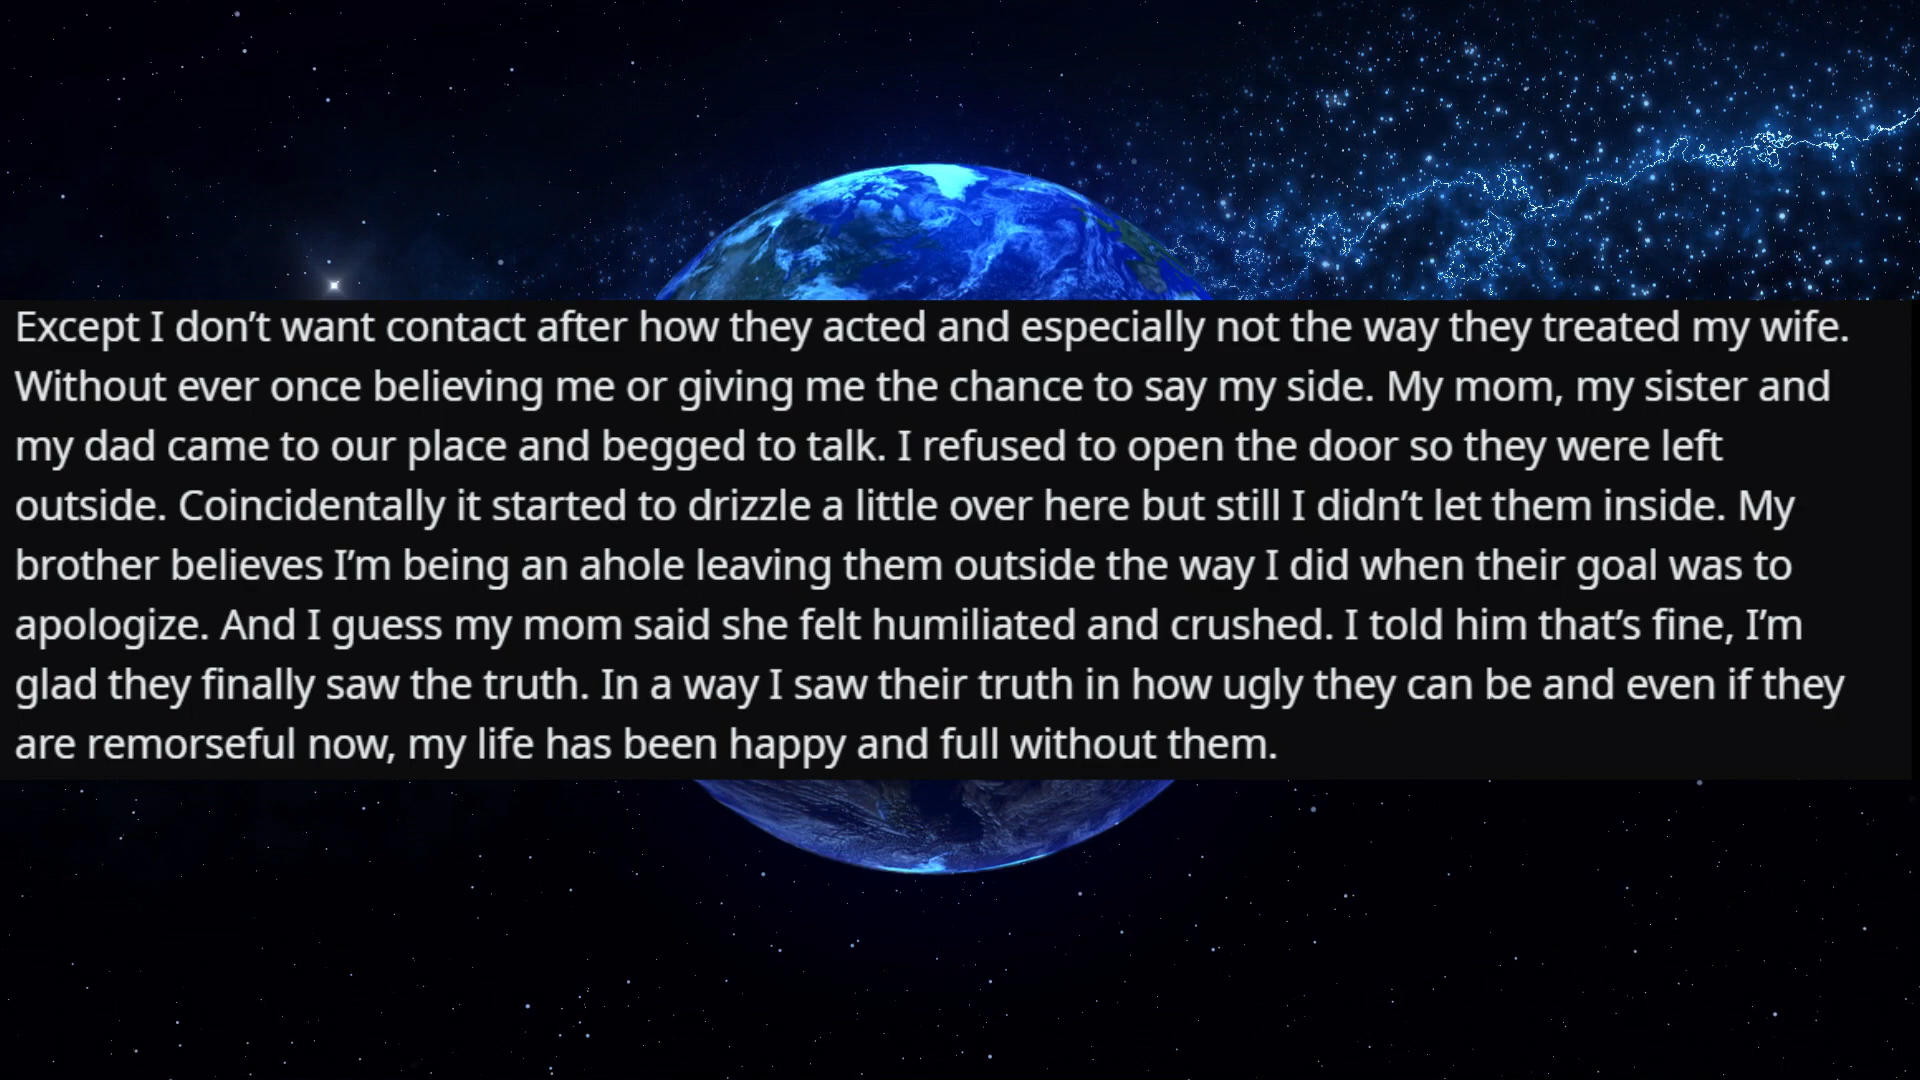 Except I don’t want contact after how they acted and especially not the way they treated my wife.
Without ever once believing me or giving me the chance to say my side. My mom, my sister and
my dad came to our place and begged to talk. I refused to open the door so they were left
outside. Coincidentally it started to drizzle a little over here but still I didn’t let them inside. My
brother believes I’m being an ahole leaving them outside the way I did when their goal was to
apologize. And I guess my mom said she felt humiliated and crushed. I told him that’s fine, I’m
glad they finally saw the truth. In a way I saw their truth in how ugly they can be and even if they
are remorseful now, my life has been happy and full without them.